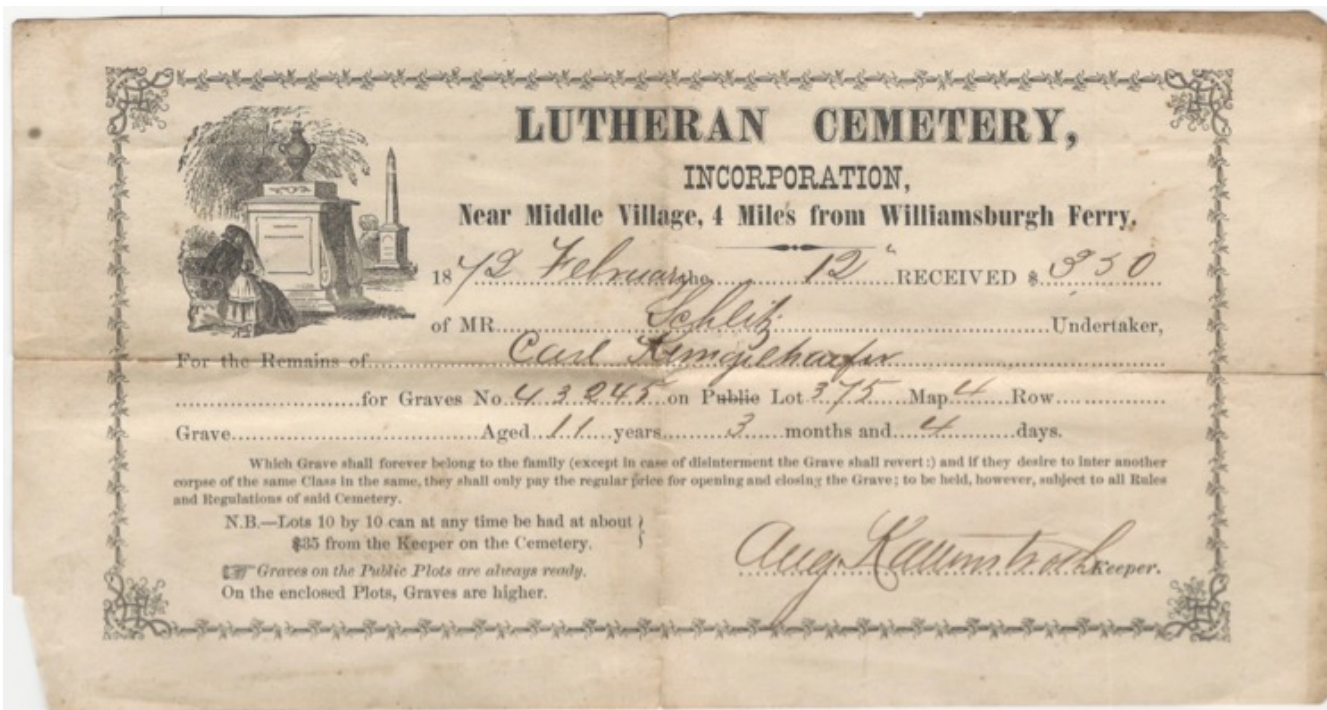 LUTHERAN CEMETERY,
INCORPORATION,
Near Middle Village, 4 Miles from Williamsburgh Ferry.
1872 February the 12" RECEIVED $ 350
of MR. Schlitz Undertaker,
For the Remains of Carl
for Graves No. 43245 on Public Lot 375 Map 4 Row
Grave Aged 11 years 3 months and 4 days.
Which Grave shall forever belong to the family (except in case of disinterment the Grave shall revert:) and if they desire to inter another
corpse of the same Class in the same, they shall only pay the regular price for opening and closing the Grave; to be held, however, subject to all Rules
and Regulations of said Cemetery.
N.B.—Lots 10 by 10 can at any time be had at about
$35 from the Keeper on the Cemetery.
Graves on the Public Plots are always ready.
On the enclosed Plots, Graves are higher.
Aug. Keeper.